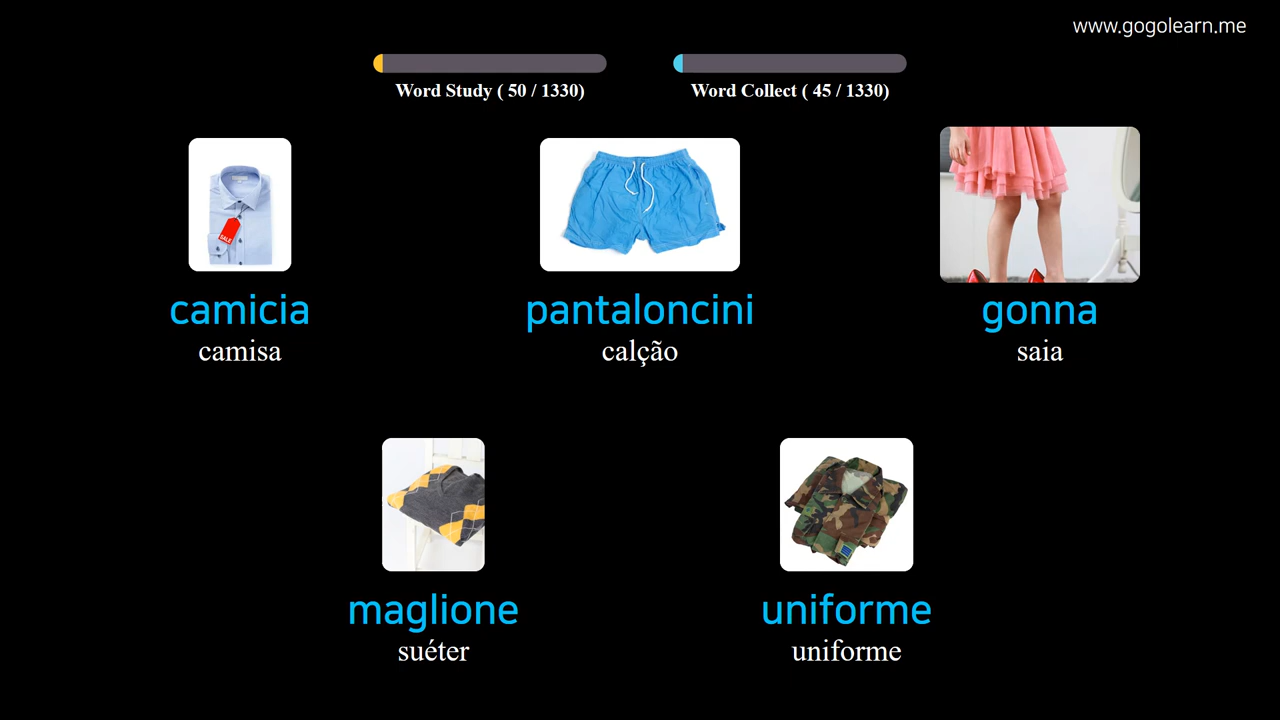 www.gogolearn.me
Word Study ( 50 / 1330)
Word Collect ( 45 / 1330)
SALE
camicia
camisa
pantaloncini
calção
gonna
saia
maglione
suéter
uniforme
uniforme